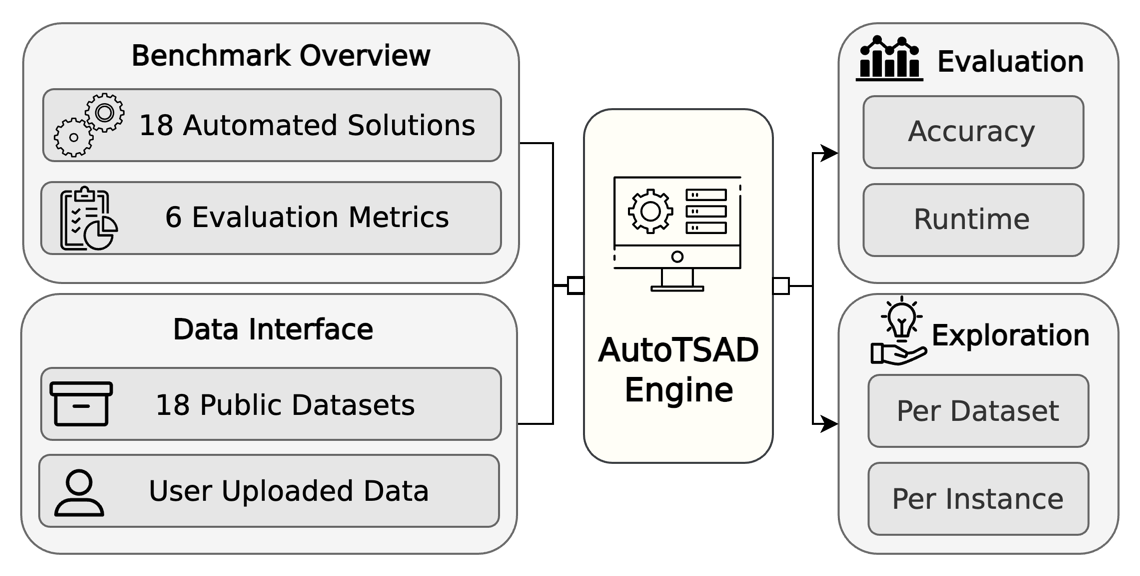 Benchmark Overview
18 Automated Solutions
6 Evaluation Metrics
Data Interface
18 Public Datasets
User Uploaded Data
AutoTSAD
Engine
Evaluation
Accuracy
Runtime
Exploration
Per Dataset
Per Instance